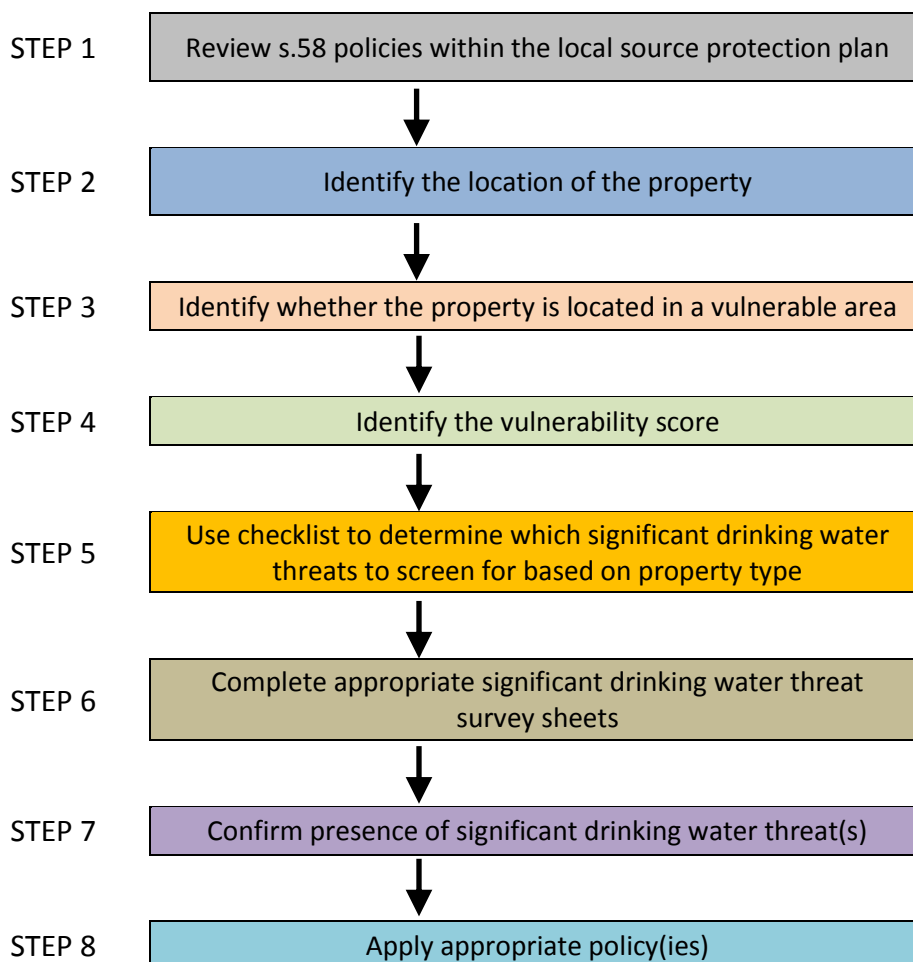 STEP 1
Review s.58 policies within the local source protection plan
STEP 2
Identify the location of the property
STEP 3
Identify whether the property is located in a vulnerable area
STEP 4
Identify the vulnerability score
STEP 5
Use checklist to determine which significant drinking water
threats to screen for based on property type
STEP 6
Complete appropriate significant drinking water threat
survey sheets
STEP 7
Confirm presence of significant drinking water threat(s)
STEP 8
Apply appropriate policy(ies)